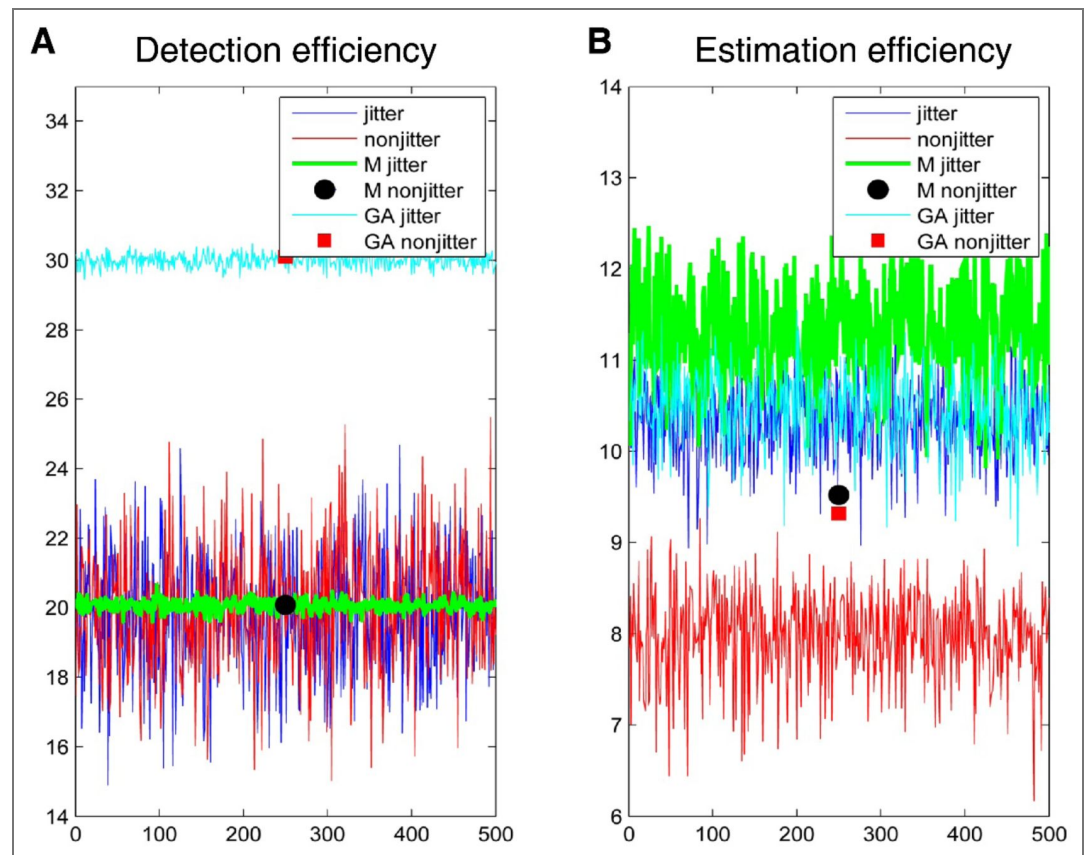 A
Detection efficiency
34
32
30
28
26
24
22
20
18
16
14
0 100 200 300 400 500
jitter
nonjitter
M jitter
M nonjitter
GA jitter
GA nonjitter
B
Estimation efficiency
14
13
12
11
10
9
8
7
6
0 100 200 300 400 500
jitter
nonjitter
M jitter
M nonjitter
GA jitter
GA nonjitter